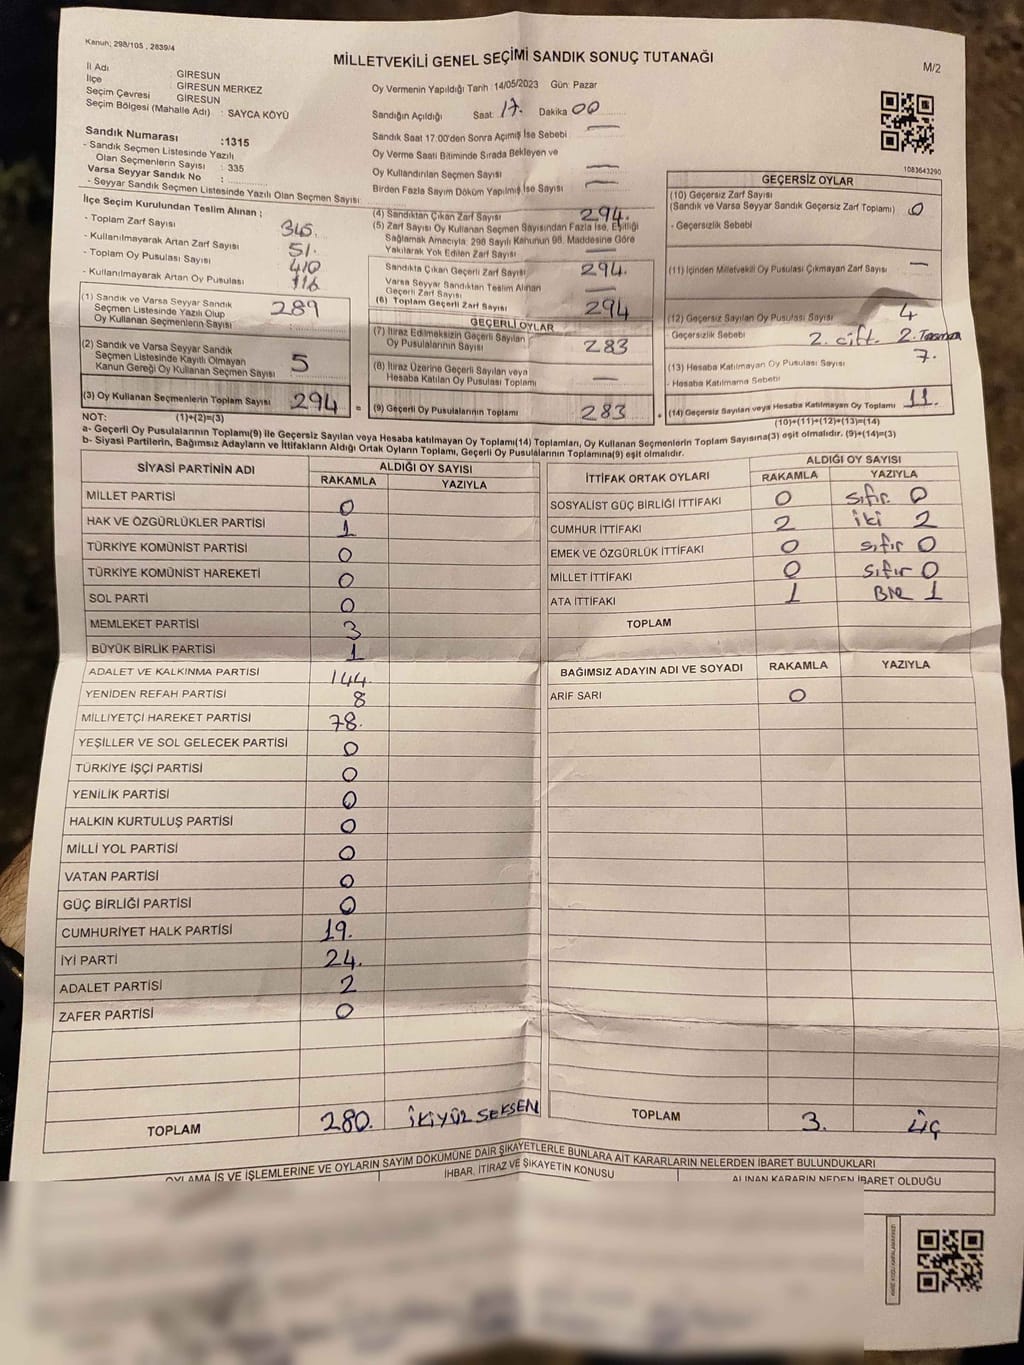 Kanun: 298/105 , 2839/4
MİLLETVEKİLİ GENEL SEÇİMİ SANDIK SONUÇ TUTANAĞI
M/2
İl Adı : GİRESUN
İlçe : GİRESUN MERKEZ
Seçim Çevresi : GİRESUN
Seçim Bölgesi (Mahalle Adı) : SAYCA KÖYÜ
Sandık Numarası :1315
- Sandık Seçmen Listesinde Yazılı
Olan Seçmenlerin Sayısı : 335
Varsa Seyyar Sandık No :
- Seyyar Sandık Seçmen Listesinde Yazılı Olan Seçmen Sayısı:
Oy Vermenin Yapıldığı Tarih :14/05/2023 Gün: Pazar
Sandığın Açıldığı Saat: 17. Dakika 00
Sandık Saat 17.00'den Sonra Açımış İse Sebebi : —
Oy Verme Saati Bitiminde Sırada Bekleyen ve
Oy Kullandırılan Seçmen Sayısı —
Birden Fazla Sayım Döküm Yapılmış İse Sayısı —
1083643290
İlçe Seçim Kurulundan Teslim Alınan ;
- Toplam Zarf Sayısı : 345.
- Kullanılmayarak Artan Zarf Sayısı : 51.
- Toplam Oy Pusulası Sayısı : 410
- Kullanılmayarak Artan Oy Pusulası : 116
(1) Sandık ve Varsa Seyyar Sandık
Seçmen Listesinde Yazılı Olup
Oy Kullanan Seçmenlerin Sayısı : 289
(2) Sandık ve Varsa Seyyar Sandık
Seçmen Listesinde Kayıtlı Olmayan
Kanun Gereği Oy Kullanan Seçmen Sayısı : 5
(3) Oy Kullanan Seçmenlerin Toplam Sayısı 294 =
(4) Sandıktan Çıkan Zarf Sayısı 294.
(5) Zarf Sayısı Oy Kullanan Seçmen Sayısından Fazla İse, Eşitliği
Sağlamak Amacıyla; 298 Sayılı Kanunun 98. Maddesine Göre
Yakılarak Yok Edilen Zarf Sayısı —
Sandıkta Çıkan Geçerli Zarf Sayısı : 294.
Varsa Seyyar Sandıktan Teslim Alınan
Geçerli Zarf Sayısı —
(6) Toplam Geçerli Zarf Sayısı : 294
GEÇERLİ OYLAR
(7) İtiraz Edilmeksizin Geçerli Sayılan
Oy Pusulalarının Sayısı : 283
(8) İtiraz Üzerine Geçerli Sayılan veya
Hesaba Katılan Oy Pusulası Toplamı : —
(9) Geçerli Oy Pusulalarının Toplamı 283 +
GEÇERSİZ OYLAR
(10) Geçersiz Zarf Sayısı
(Sandık ve Varsa Seyyar Sandık Geçersiz Zarf Toplamı) : 0
- Geçersizlik Sebebi :
(11) İçinden Milletvekili Oy Pusulası Çıkmayan Zarf Sayısı : —
(12) Geçersiz Sayılan Oy Pusulası Sayısı : 4
Geçersizlik Sebebi : 2. çift. 2.
(13) Hesaba Katılmayan Oy Pusulası Sayısı : 7.
- Hesaba Katılmama Sebebi :
(14) Geçersiz Sayılan veya Hesaba Katılmayan Oy Toplamı : 11.
NOT: (1)+(2)=(3)
(10)+(11)+(12)+(13)=(14)
a- Geçerli Oy Pusulalarının Toplamı(9) ile Geçersiz Sayılan veya Hesaba katılmayan Oy Toplamı(14) Toplamları, Oy Kullanan Seçmenlerin Toplam Sayısına(3) eşit olmalıdır. (9)+(14)=(3)
b- Siyasi Partilerin, Bağımsız Adayların ve İttifakların Aldığı Ortak Oyların Toplamı, Geçerli Oy Pusulalarının Toplamına(9) eşit olmalıdır.
SİYASİ PARTİNİN ADI ALDIĞI OY SAYISI
RAKAMLA YAZIYLA
MİLLET PARTİSİ 0
HAK VE ÖZGÜRLÜKLER PARTİSİ 1
TÜRKİYE KOMÜNİST PARTİSİ 0
TÜRKİYE KOMÜNİST HAREKETİ 0
SOL PARTİ 0
MEMLEKET PARTİSİ 3
BÜYÜK BİRLİK PARTİSİ 1
ADALET VE KALKINMA PARTİSİ 144.
YENİDEN REFAH PARTİSİ 8
MİLLİYETÇİ HAREKET PARTİSİ 78.
YEŞİLLER VE SOL GELECEK PARTİSİ 0
TÜRKİYE İŞÇİ PARTİSİ 0
YENİLİK PARTİSİ 0
HALKIN KURTULUŞ PARTİSİ 0
MİLLİ YOL PARTİSİ 0
VATAN PARTİSİ 0
GÜÇ BİRLİĞİ PARTİSİ 0
CUMHURİYET HALK PARTİSİ 19.
İYİ PARTİ 24.
ADALET PARTİSİ 2
ZAFER PARTİSİ 0
TOPLAM 280. İKİYÜZ SEKSEN
İTTİFAK ORTAK OYLARI ALDIĞI OY SAYISI
RAKAMLA YAZIYLA
SOSYALİST GÜÇ BİRLİĞİ İTTİFAKI 0 sıfır 0
CUMHUR İTTİFAKI 2 iki 2
EMEK VE ÖZGÜRLÜK İTTİFAKI 0 sıfır 0
MİLLET İTTİFAKI 0 sıfır 0
ATA İTTİFAKI 1 BİR 1
TOPLAM
BAĞIMSIZ ADAYIN ADI VE SOYADI RAKAMLA YAZIYLA
ARİF SARI 0
TOPLAM 3. ÜÇ
OYLAMA İŞ VE İŞLEMLERİNE VE OYLARIN SAYIM DÖKÜMÜNE DAİR ŞİKAYETLERLE BUNLARA AİT KARARLARIN NELERDEN İBARET BULUNDUKLARI
İHBAR, İTİRAZ VE ŞİKAYETİN KONUSU
ALINAN KARARIN NEDEN İBARET OLDUĞU